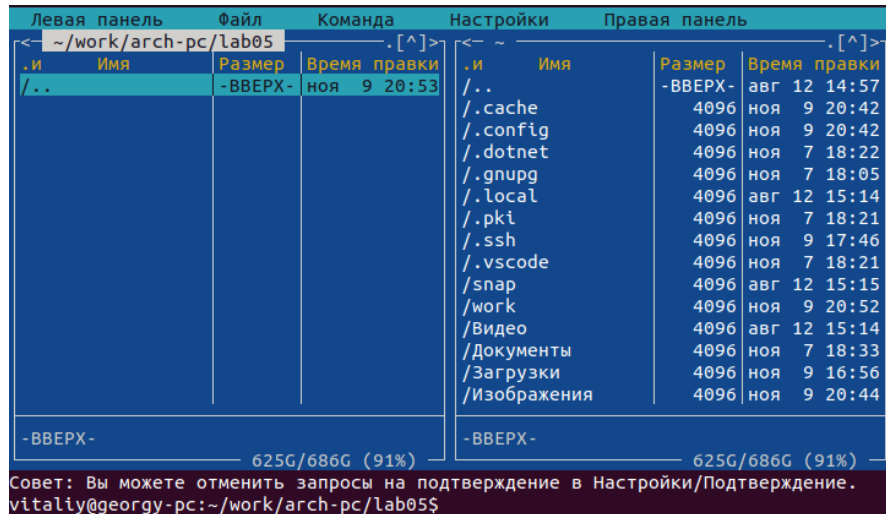 Левая панель Файл Команда Настройки Правая панель
<─ ~/work/arch-pc/lab05 .[^]> <─ ~ .[^]>
.и Имя Размер Время правки .и Имя Размер Время правки
/.. -ВВЕРХ- ноя 9 20:53 /.. -ВВЕРХ- авг 12 14:57
/.cache 4096 ноя 9 20:42
/.config 4096 ноя 9 20:42
/.dotnet 4096 ноя 7 18:22
/.gnupg 4096 ноя 7 18:05
/.local 4096 авг 12 15:14
/.pki 4096 ноя 7 18:21
/.ssh 4096 ноя 9 17:46
/.vscode 4096 ноя 7 18:21
/snap 4096 авг 12 15:15
/work 4096 ноя 9 20:52
/Видео 4096 авг 12 15:14
/Документы 4096 ноя 7 18:33
/Загрузки 4096 ноя 9 16:56
/Изображения 4096 ноя 9 20:44
-ВВЕРХ- -ВВЕРХ-
625G/686G (91%) 625G/686G (91%)
Совет: Вы можете отменить запросы на подтверждение в Настройки/Подтверждение.
vitaliy@georgy-pc:~/work/arch-pc/lab05$